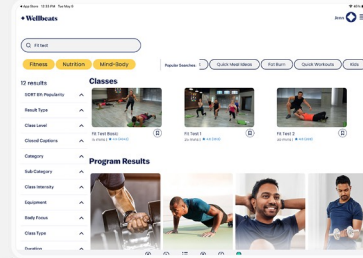 App Store 12:35 PM Tue May 9
Wellbeats
Fit test
Fitness
Nutrition
Mind-Body
Popular Searches
Quick Meal Ideas
Fat Burn
Quick Workouts
Kids
12 results
SORT BY: Popularity
Result Type
Class Level
Closed Captions
Category
Sub Category
Class Intensity
Equipment
Body Focus
Class Type
Duration
Classes
Fit Test Basic
Fit Test 1
Fit Test 2
Program Results